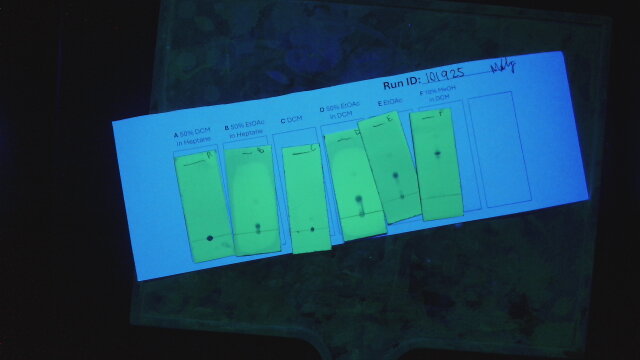 Run ID: 101925
A 50% DCM
in Heptane
B 50% EtOAc
in Heptane
C DCM
D 50% EtOAc
in DCM
E EtOAc
F 10% MeOH
in DCM
A
B
C
D
E
F